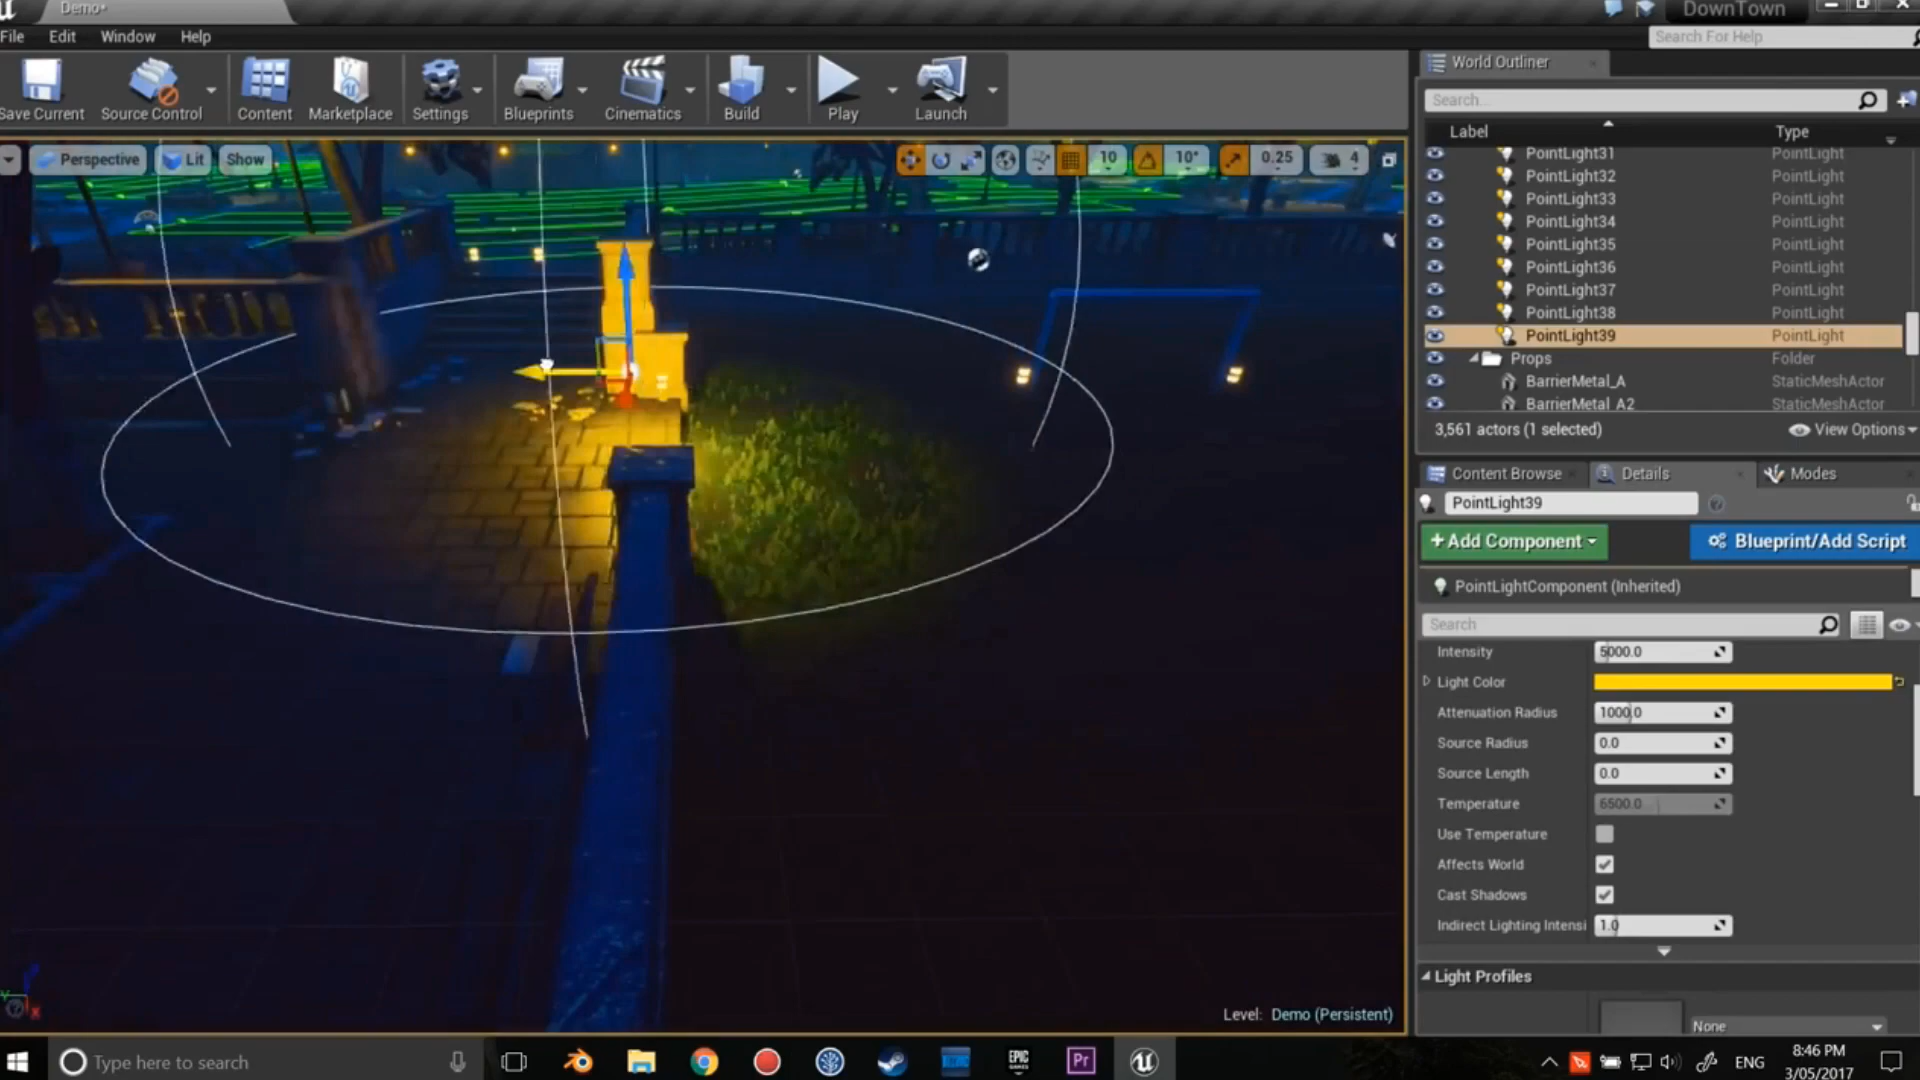 Demo*
DownTown
File Edit Window Help
Search For Help
Save Current Source Control Content Marketplace Settings Blueprints Cinematics Build Play Launch
World Outliner
Search...
Label Type
Perspective Lit Show 10 10° 0.25 4
PointLight31 PointLight
PointLight32 PointLight
PointLight33 PointLight
PointLight34 PointLight
PointLight35 PointLight
PointLight36 PointLight
PointLight37 PointLight
PointLight38 PointLight
PointLight39 PointLight
Props Folder
BarrierMetal_A StaticMeshActor
BarrierMetal_A2 StaticMeshActor
3,561 actors (1 selected) View Options
Content Browse Details Modes
PointLight39
+Add Component Blueprint/Add Script
PointLightComponent (Inherited)
Search
Intensity 5000.0
Light Color
Attenuation Radius 1000.0
Source Radius 0.0
Source Length 0.0
Temperature 6500.0
Use Temperature
Affects World
Cast Shadows
Indirect Lighting Intensi 1.0
Light Profiles
None
Level: Demo (Persistent)
Type here to search
EPIC GAMES
Pr
ENG
8:46 PM
3/05/2017